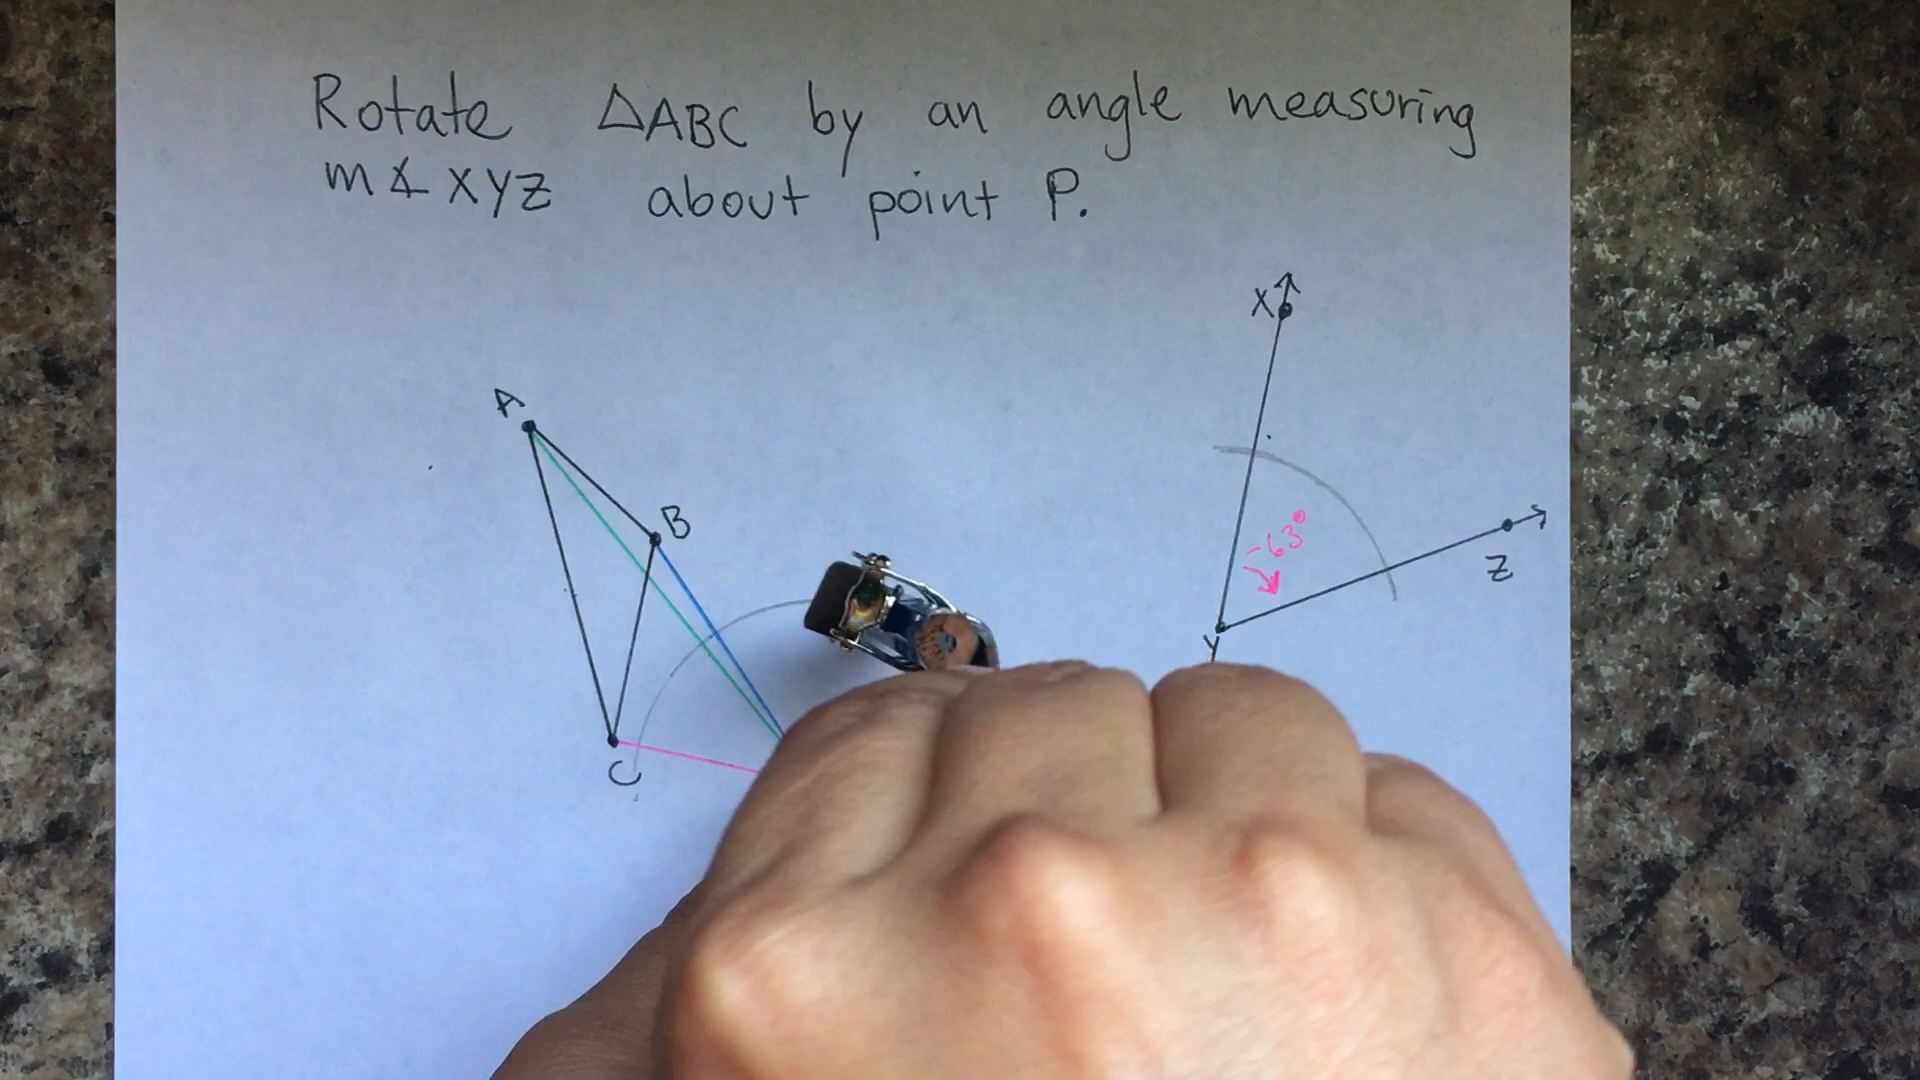 Rotate △ABC by an angle measuring
m∡XYZ about point P.
X
A
B
-63°
Z
Y
C